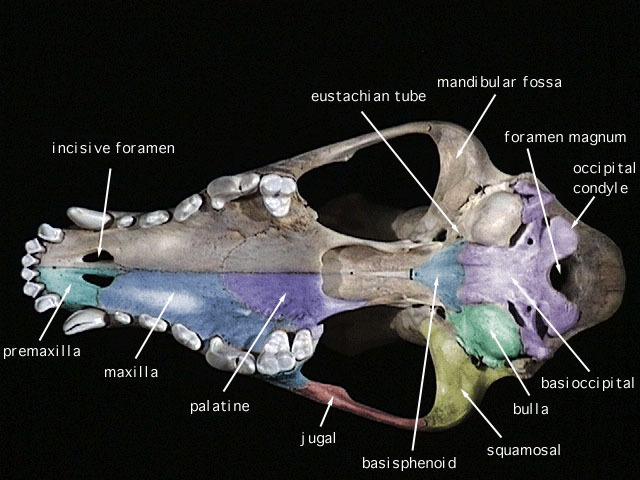 mandibular fossa
eustachian tube
foramen magnum
incisive foramen
occipital
condyle
premaxilla
maxilla
basioccipital
palatine
bulla
jugal
squamosal
basisphenoid